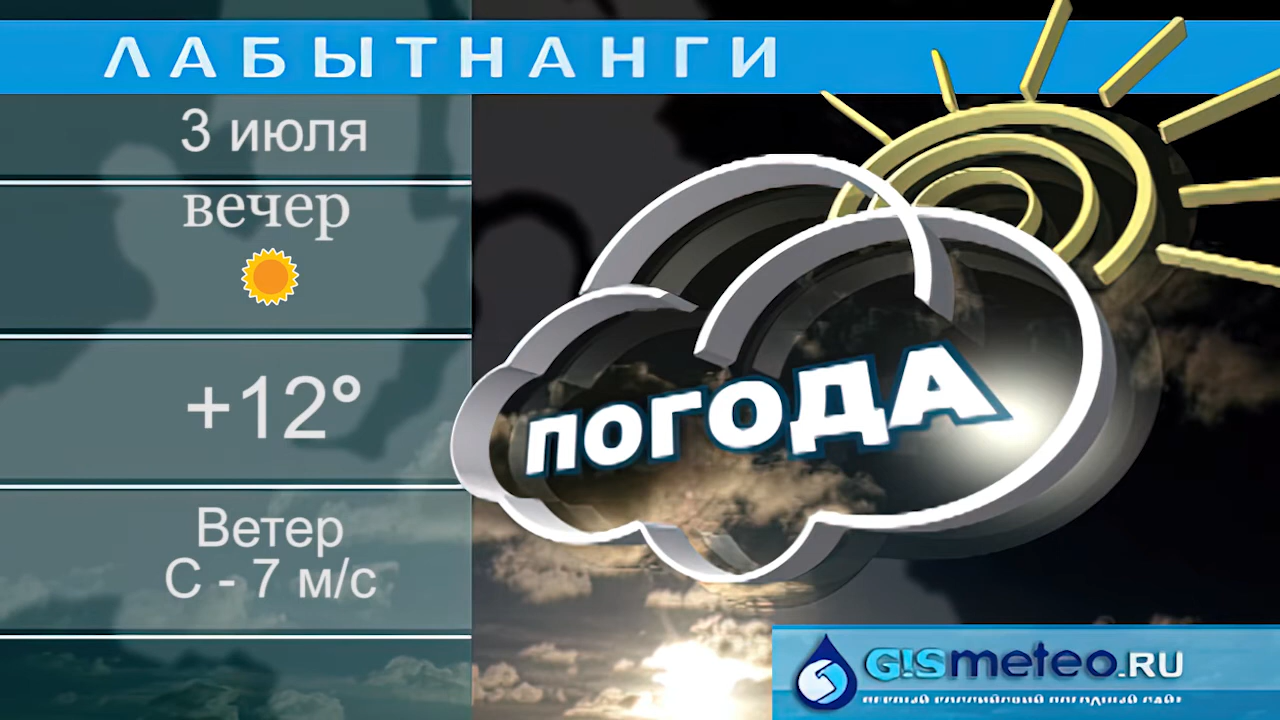 ЛАБЫТНАНГИ
3 июля
вечер
+12°
Ветер
С - 7 м/с
ПОГОДА
GISmeteo.RU